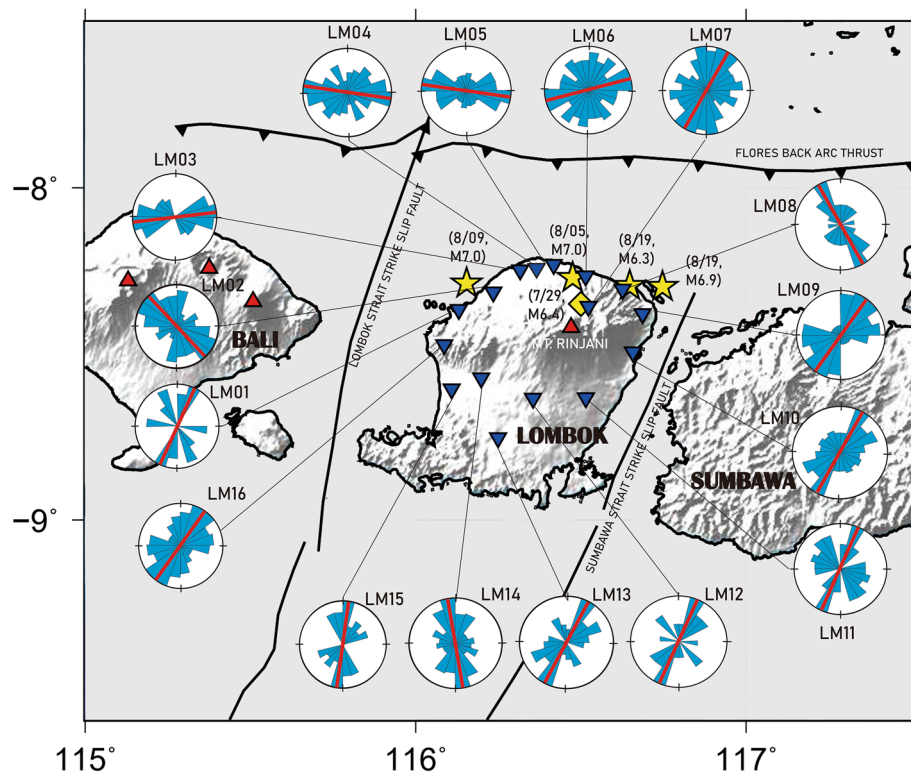 LM04
LM05
LM06
LM07
FLORES BACK ARC THRUST
−8°
LM03
LM08
(8/09,
M7.0)
(8/05,
M7.0)
(8/19,
M6.3)
(8/19,
M6.9)
LOMBOK STRAIT STRIKE SLIP FAULT
LM02
(7/29,
M6.4)
LM09
BALI
MT. RINJANI
LM01
LM10
LOMBOK
SUMBAWA STRAIT STRIKE SLIP FAULT
SUMBAWA
LM16
−9°
LM15
LM14
LM13
LM12
LM11
115°
116°
117°